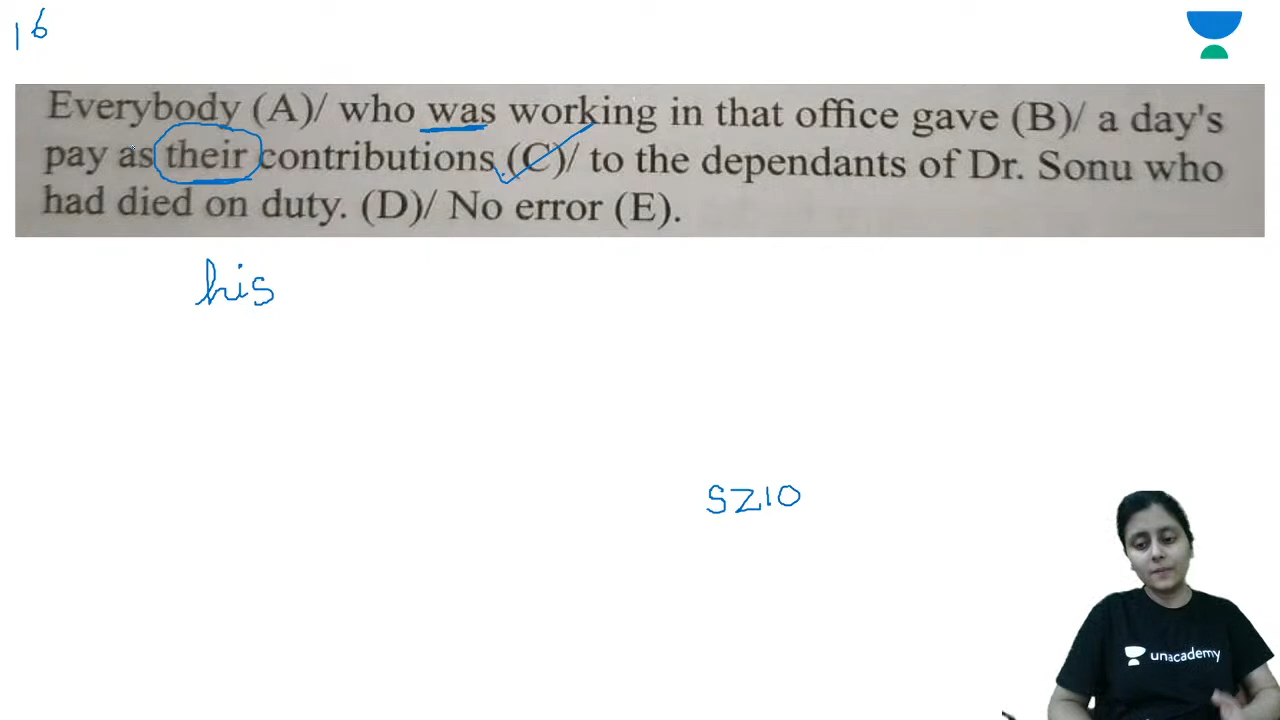 16
Everybody (A)/ who was working in that office gave (B)/ a day's
pay as their contributions (C)/ to the dependants of Dr. Sonu who
had died on duty. (D)/ No error (E).
his
SZ10
unacademy